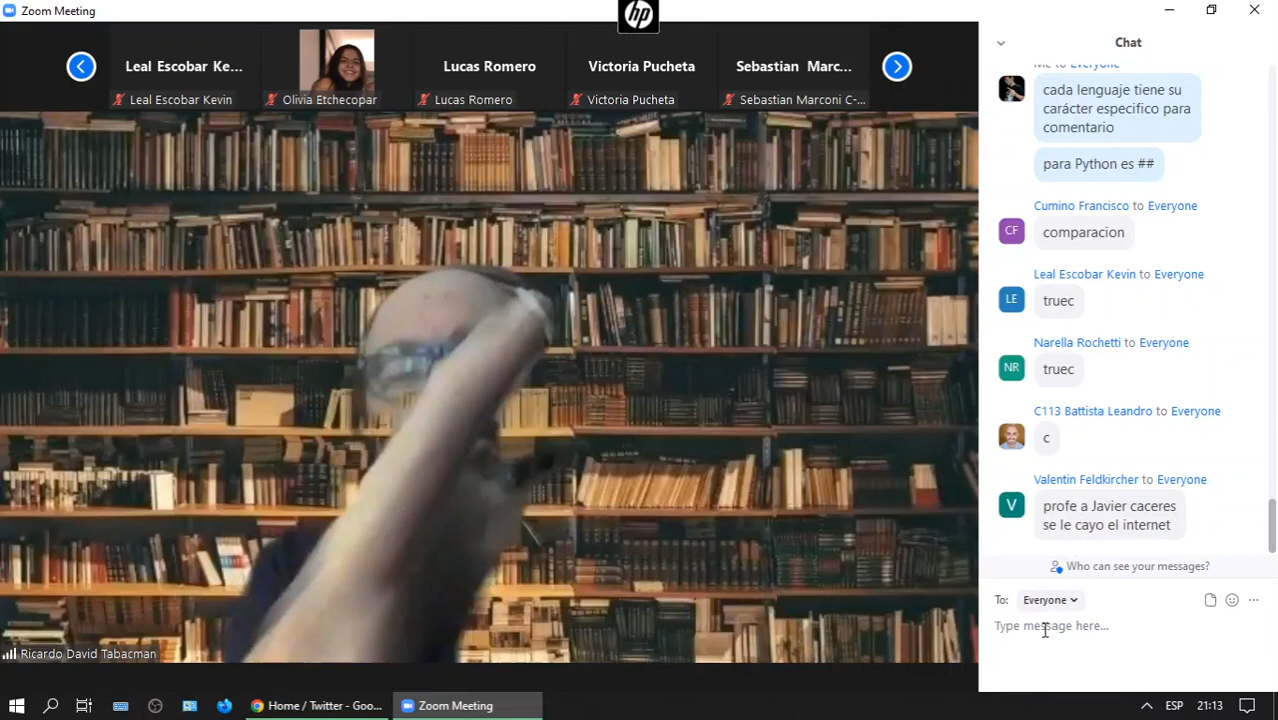 Zoom Meeting
hp
Leal Escobar Ke...
Lucas Romero
Victoria Pucheta
Sebastian Marc...
Leal Escobar Kevin
Olivia Etchecopar
Lucas Romero
Victoria Pucheta
Sebastian Marconi C-...
Ricardo David Tabacman
Chat
Me to Everyone
cada lenguaje tiene su
carácter especifico para
comentario
para Python es ##
Cumino Francisco to Everyone
CF
comparacion
Leal Escobar Kevin to Everyone
LE
truec
Narella Rochetti to Everyone
NR
truec
C113 Battista Leandro to Everyone
c
Valentin Feldkircher to Everyone
V
profe a Javier caceres
se le cayo el internet
Who can see your messages?
To: Everyone
Type message here...
Home / Twitter - Goo...
Zoom Meeting
ESP
21:13